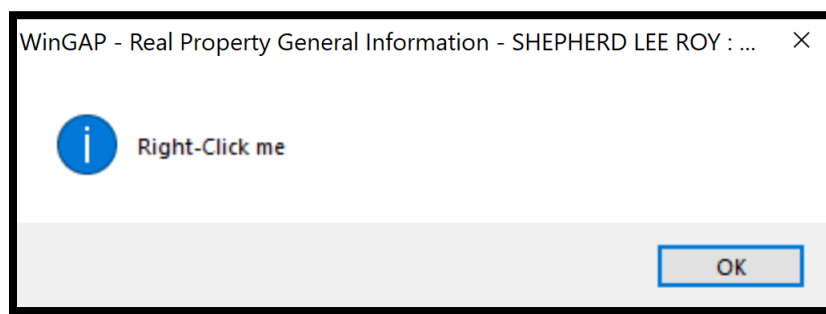 WinGAP - Real Property General Information - SHEPHERD LEE ROY : ...
Right-Click me
OK